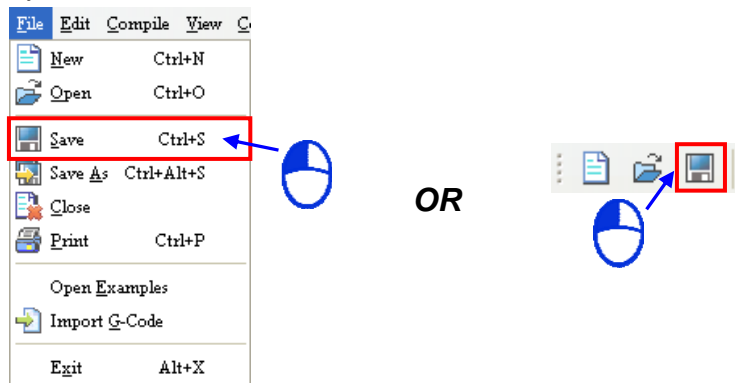 File Edit Compile View
New Ctrl+N
Open Ctrl+O
Save Ctrl+S
Save As Ctrl+Alt+S
Close
Print Ctrl+P
Open Examples
Import G-Code
Exit Alt+X
OR